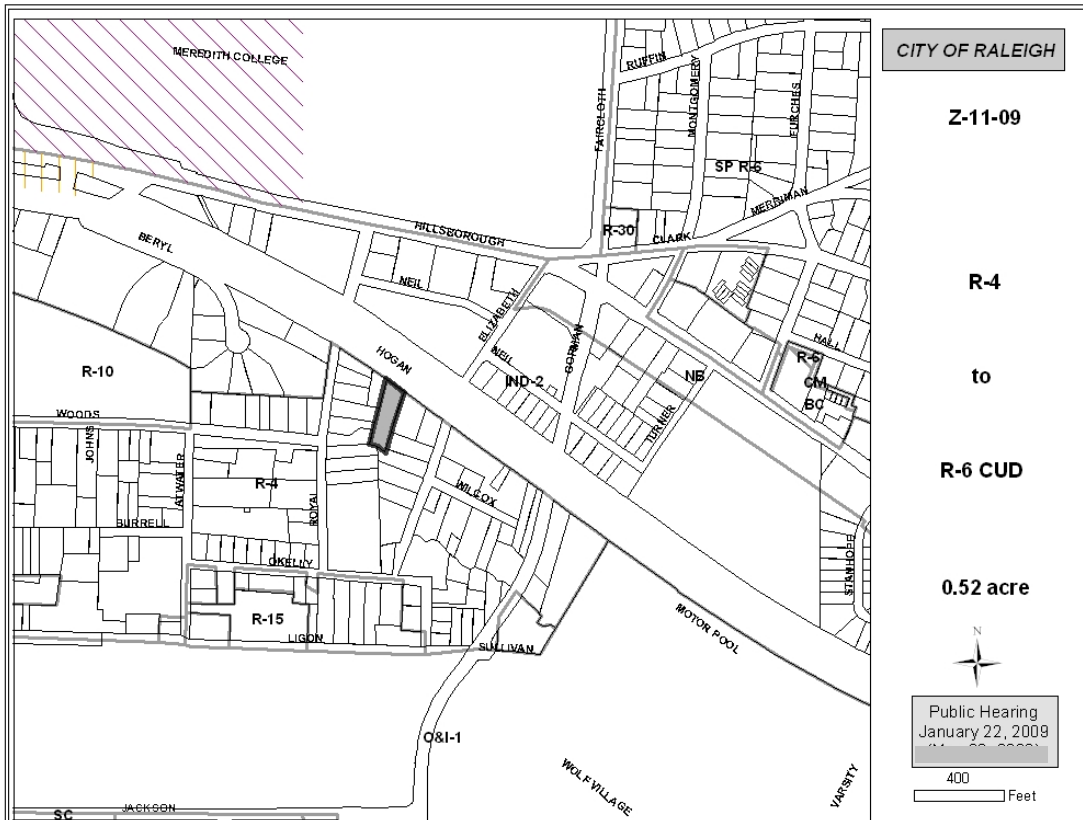 MEREDITH COLLEGE
RUFFIN
MONTGOMERY
FURCHES
FAIRCLOTH
SP R-6
MERRIMAN
R-30
CLARK
HILLSBOROUGH
BERYL
NEIL
ELIZABETH
HOGAN
NEIL
GORMAN
IND-2
NB
HALL
R-6
CM
BC
TURNER
R-10
WOODS
JOHNS
ATWATER
R-4
ROYAL
WILCOX
BURRELL
OKELLY
STANHOPE
R-15
LIGON
SULLIVAN
MOTOR POOL
O&I-1
WOLF VILLAGE
VARSITY
JACKSON
SC
CITY OF RALEIGH
Z-11-09
R-4
to
R-6 CUD
0.52 acre
N
Public Hearing
January 22, 2009
400
Feet